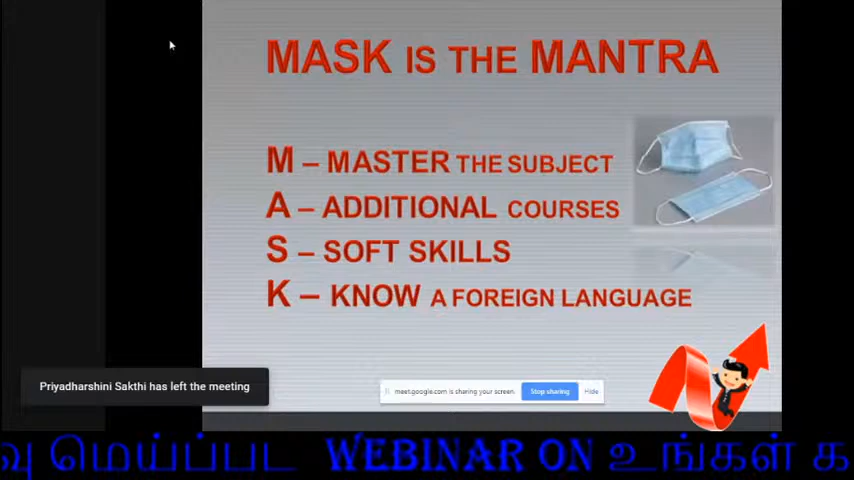 MASK IS THE MANTRA
M – MASTER THE SUBJECT
A – ADDITIONAL COURSES
S – SOFT SKILLS
K – KNOW A FOREIGN LANGUAGE
Priyadharshini Sakthi has left the meeting
meet.google.com is sharing your screen. Stop sharing Hide
மெய்ப்பட WEBINAR ON உங்கள்